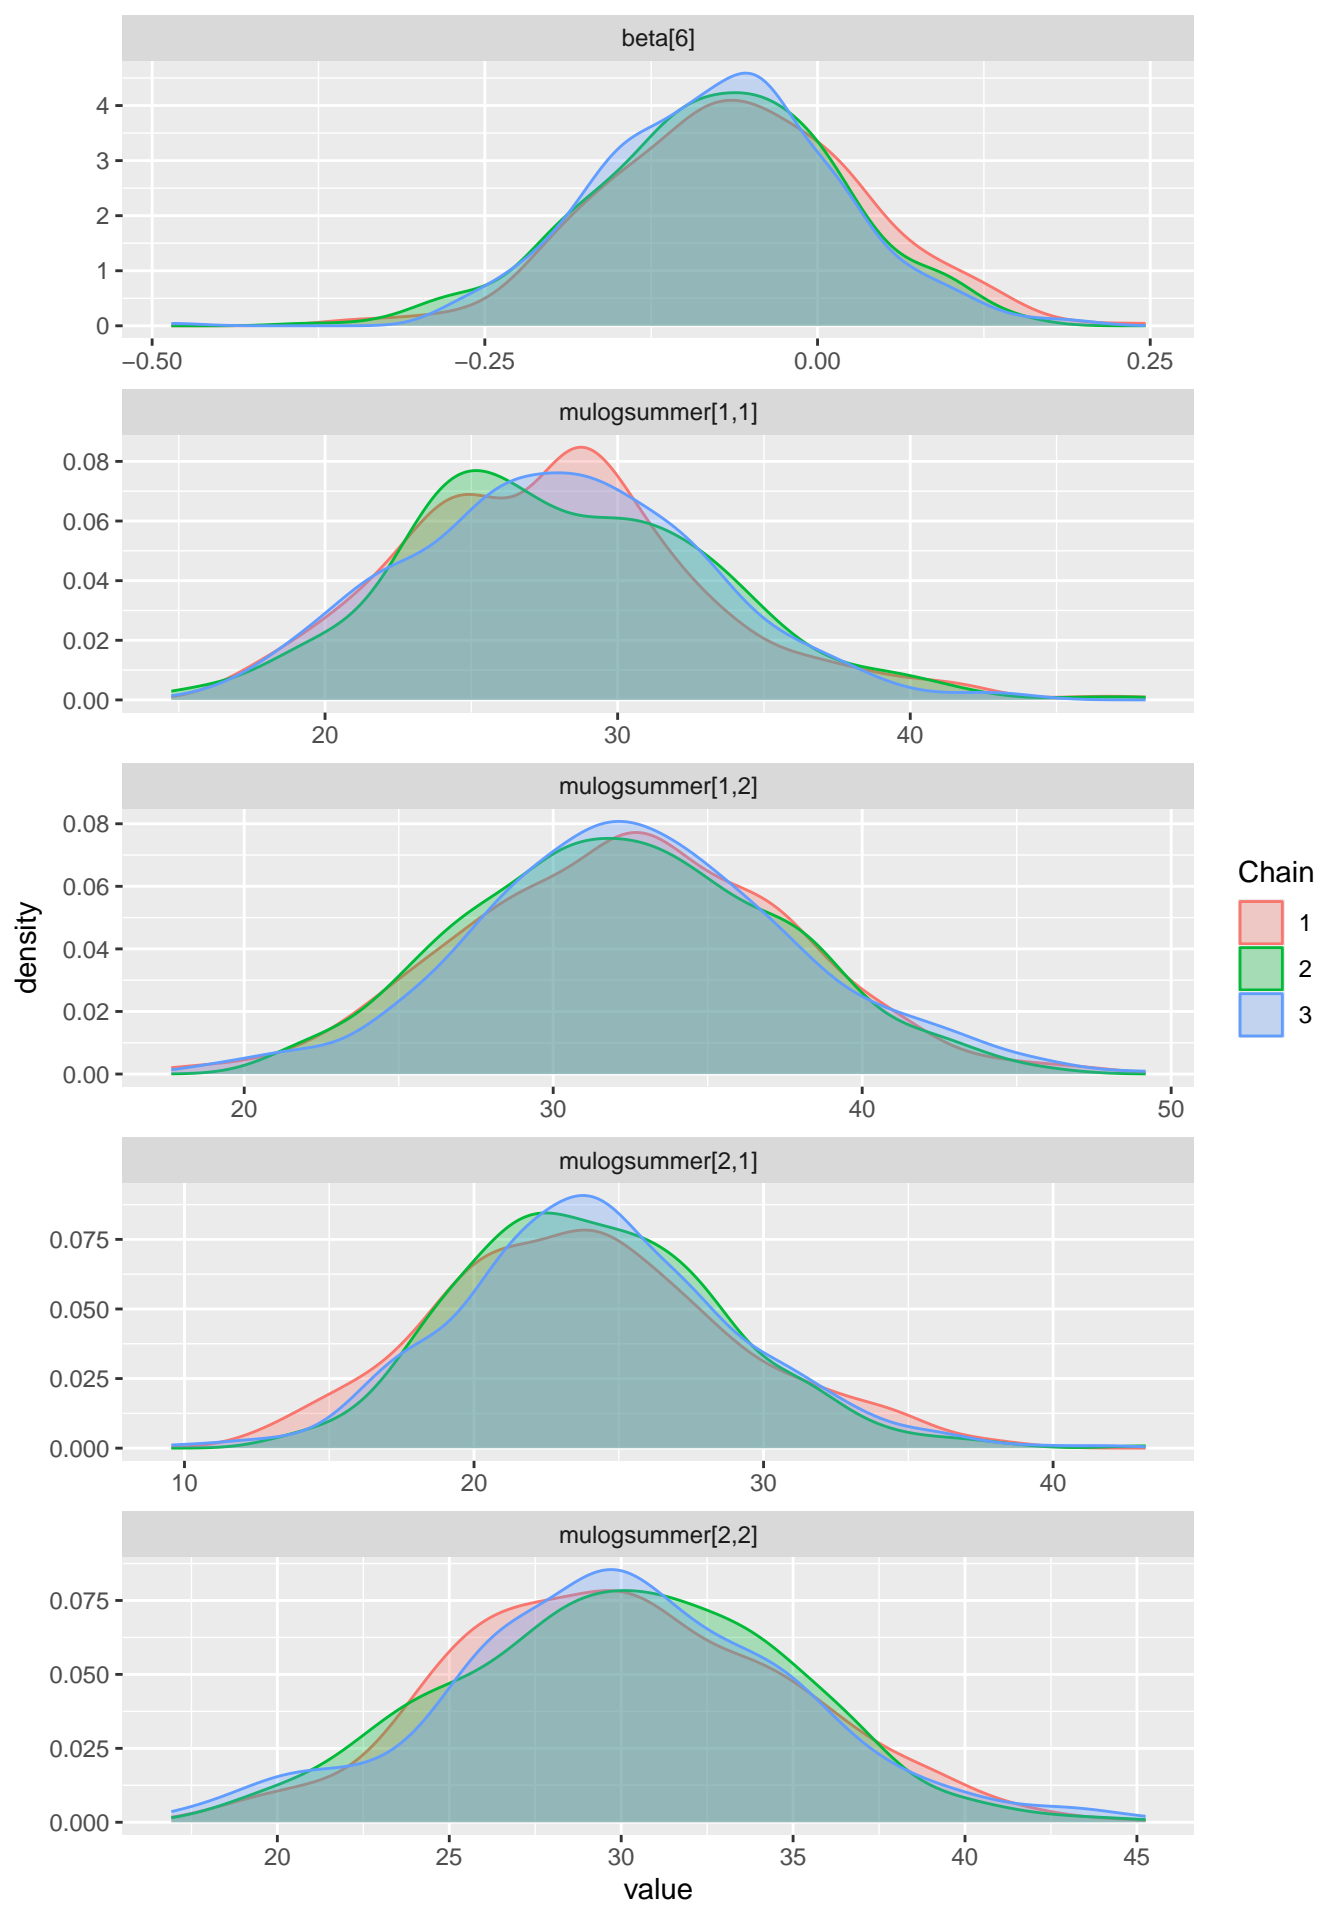 beta[6]
4
3
2
1
0
−0.50 −0.25 0.00 0.25
mulogsummer[1,1]
0.08
0.06
0.04
0.02
0.00
20 30 40
mulogsummer[1,2]
0.08
0.06
0.04
0.02
0.00
20 30 40 50
mulogsummer[2,1]
0.075
0.050
0.025
0.000
10 20 30 40
mulogsummer[2,2]
0.075
0.050
0.025
0.000
20 25 30 35 40 45
value
density
Chain
1
2
3